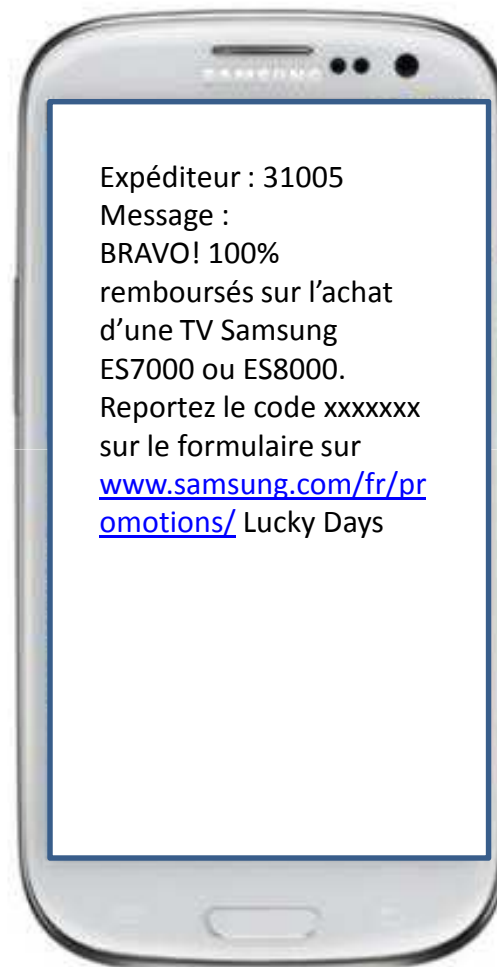 SAMSUNG
Expéditeur : 31005
Message :
BRAVO! 100%
remboursés sur l’achat
d’une TV Samsung
ES7000 ou ES8000.
Reportez le code xxxxxxx
sur le formulaire sur
www.samsung.com/fr/pr
omotions/ Lucky Days